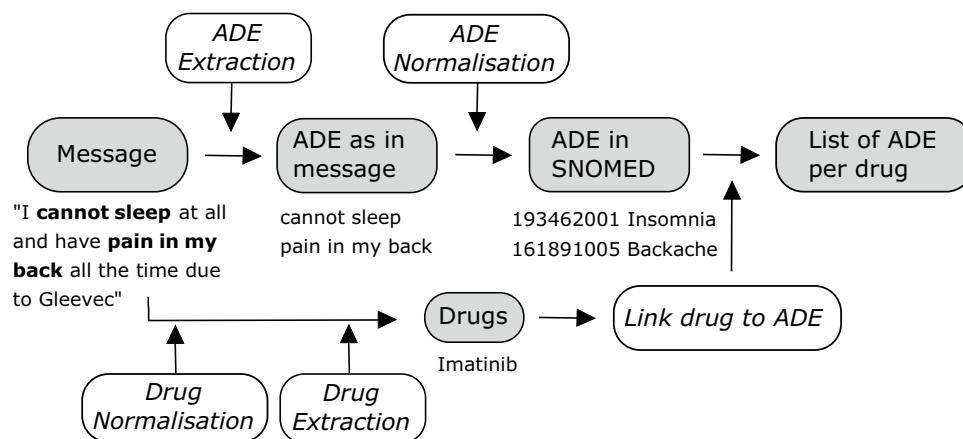 ADE
Extraction
ADE
Normalisation
Message
ADE as in
message
ADE in
SNOMED
List of ADE
per drug
"I cannot sleep at all
and have pain in my
back all the time due
to Gleevec"
cannot sleep
pain in my back
193462001 Insomnia
161891005 Backache
Drugs
Imatinib
Link drug to ADE
Drug
Normalisation
Drug
Extraction